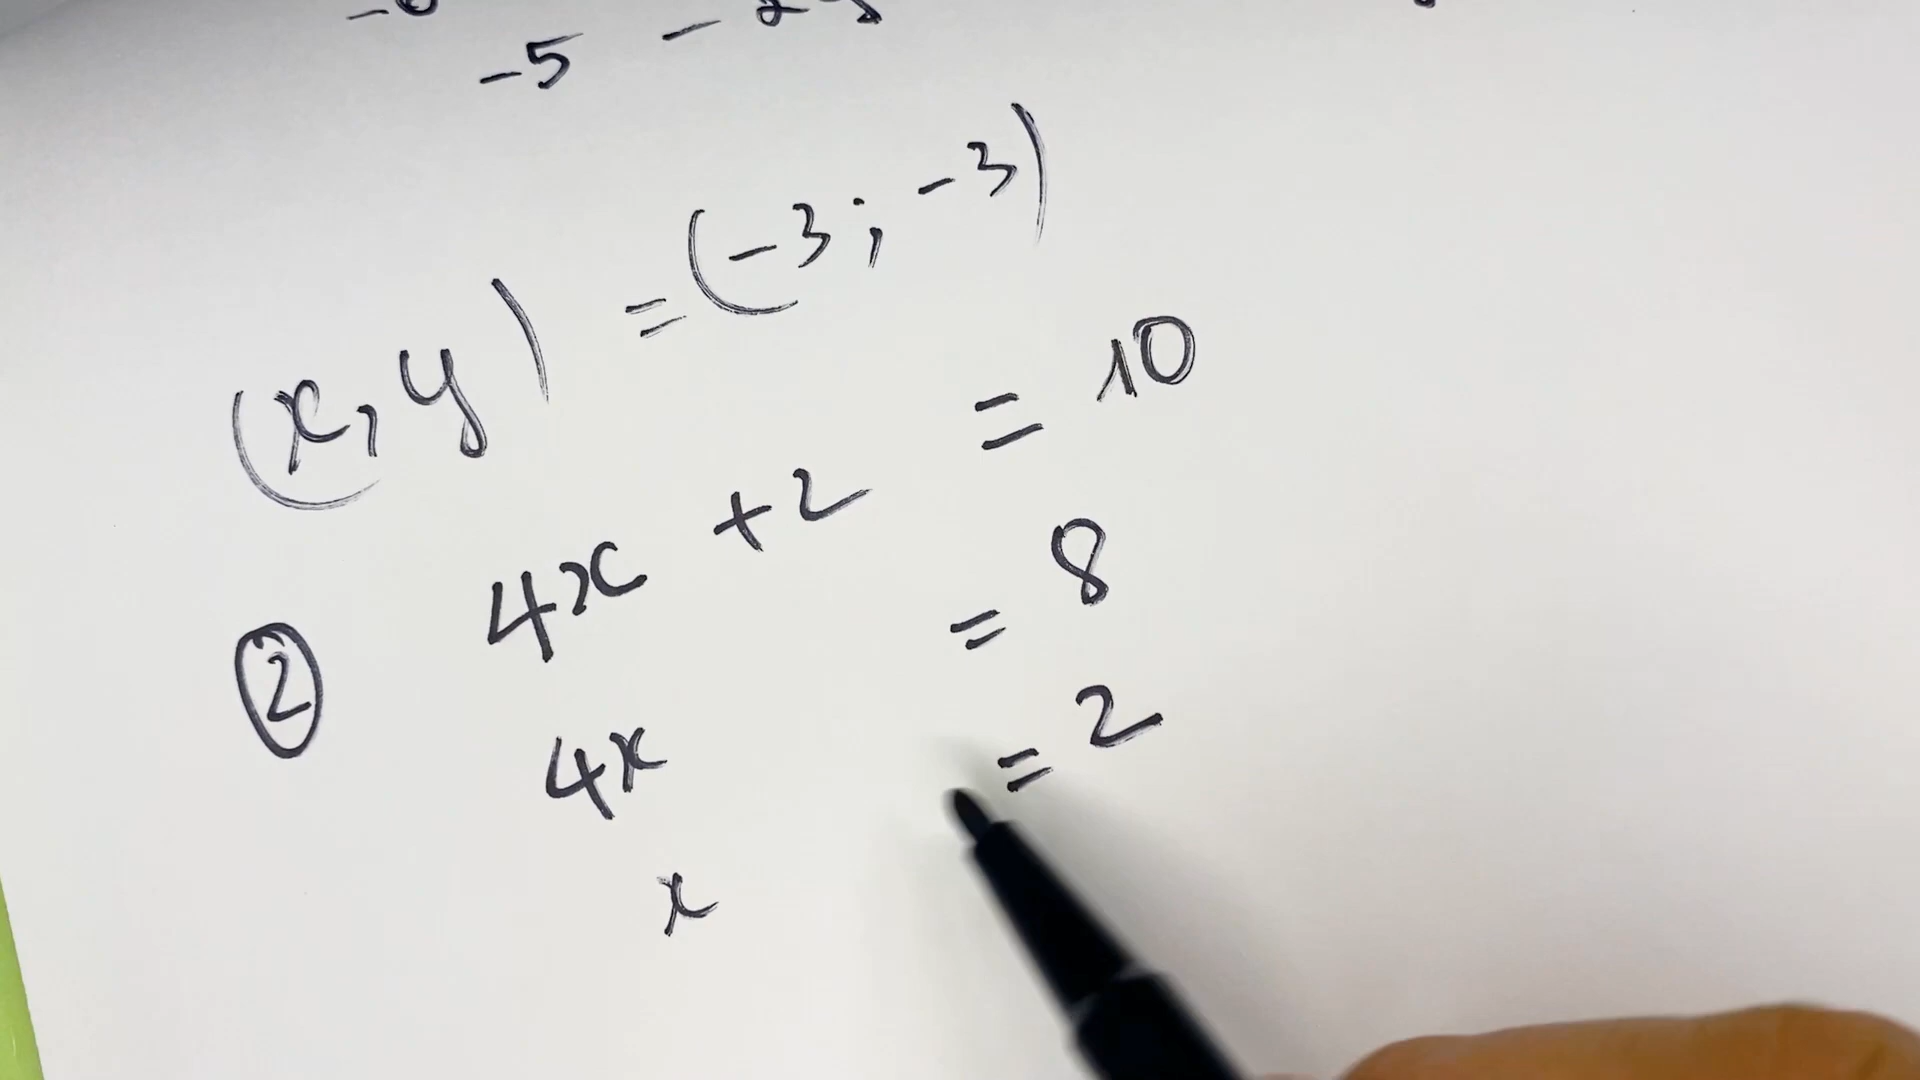 -5 -
(x, y) = (-3; -3)
② 4x +2 = 10
4x = 8
x = 2